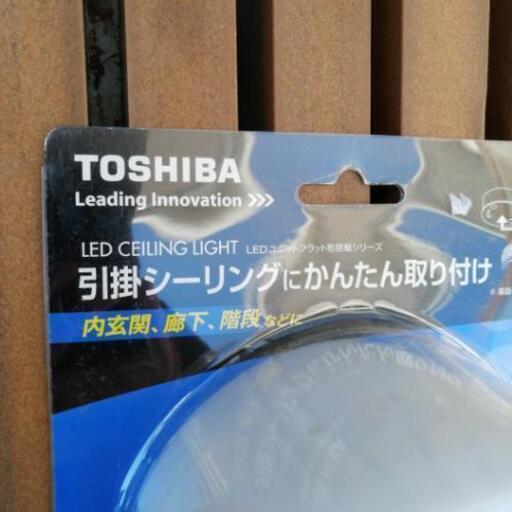 TOSHIBA
Leading Innovation >>>
LED CEILING LIGHT LEDユニットフラット形搭載シリーズ
引掛シーリングにかんたん取り付け
内玄関、廊下、階段などに